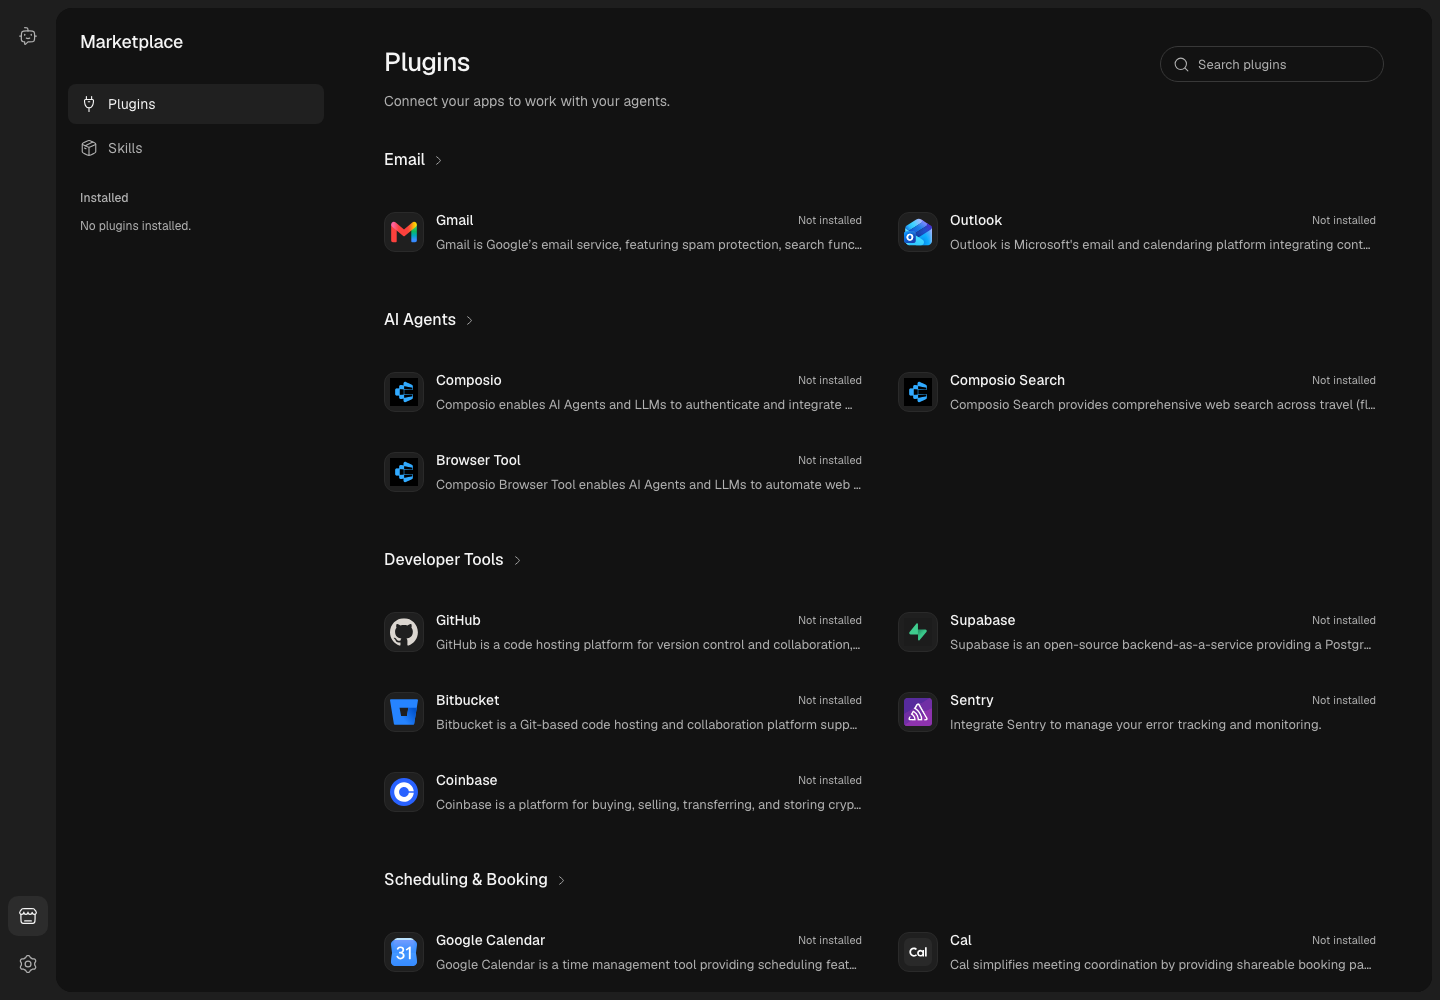 Marketplace
Plugins
Skills
Installed
No plugins installed.
Plugins
Search plugins
Connect your apps to work with your agents.
Email
Gmail
Not installed
Gmail is Google's email service, featuring spam protection, search func...
Outlook
Not installed
Outlook is Microsoft's email and calendaring platform integrating cont...
AI Agents
Composio
Not installed
Composio enables AI Agents and LLMs to authenticate and integrate ...
Composio Search
Not installed
Composio Search provides comprehensive web search across travel (fl...
Browser Tool
Not installed
Composio Browser Tool enables AI Agents and LLMs to automate web ...
Developer Tools
GitHub
Not installed
GitHub is a code hosting platform for version control and collaboration,...
Supabase
Not installed
Supabase is an open-source backend-as-a-service providing a Postgr...
Bitbucket
Not installed
Bitbucket is a Git-based code hosting and collaboration platform supp...
Sentry
Not installed
Integrate Sentry to manage your error tracking and monitoring.
Coinbase
Not installed
Coinbase is a platform for buying, selling, transferring, and storing cryp...
Scheduling & Booking
31
Google Calendar
Not installed
Google Calendar is a time management tool providing scheduling feat...
Cal
Cal
Not installed
Cal simplifies meeting coordination by providing shareable booking pa...